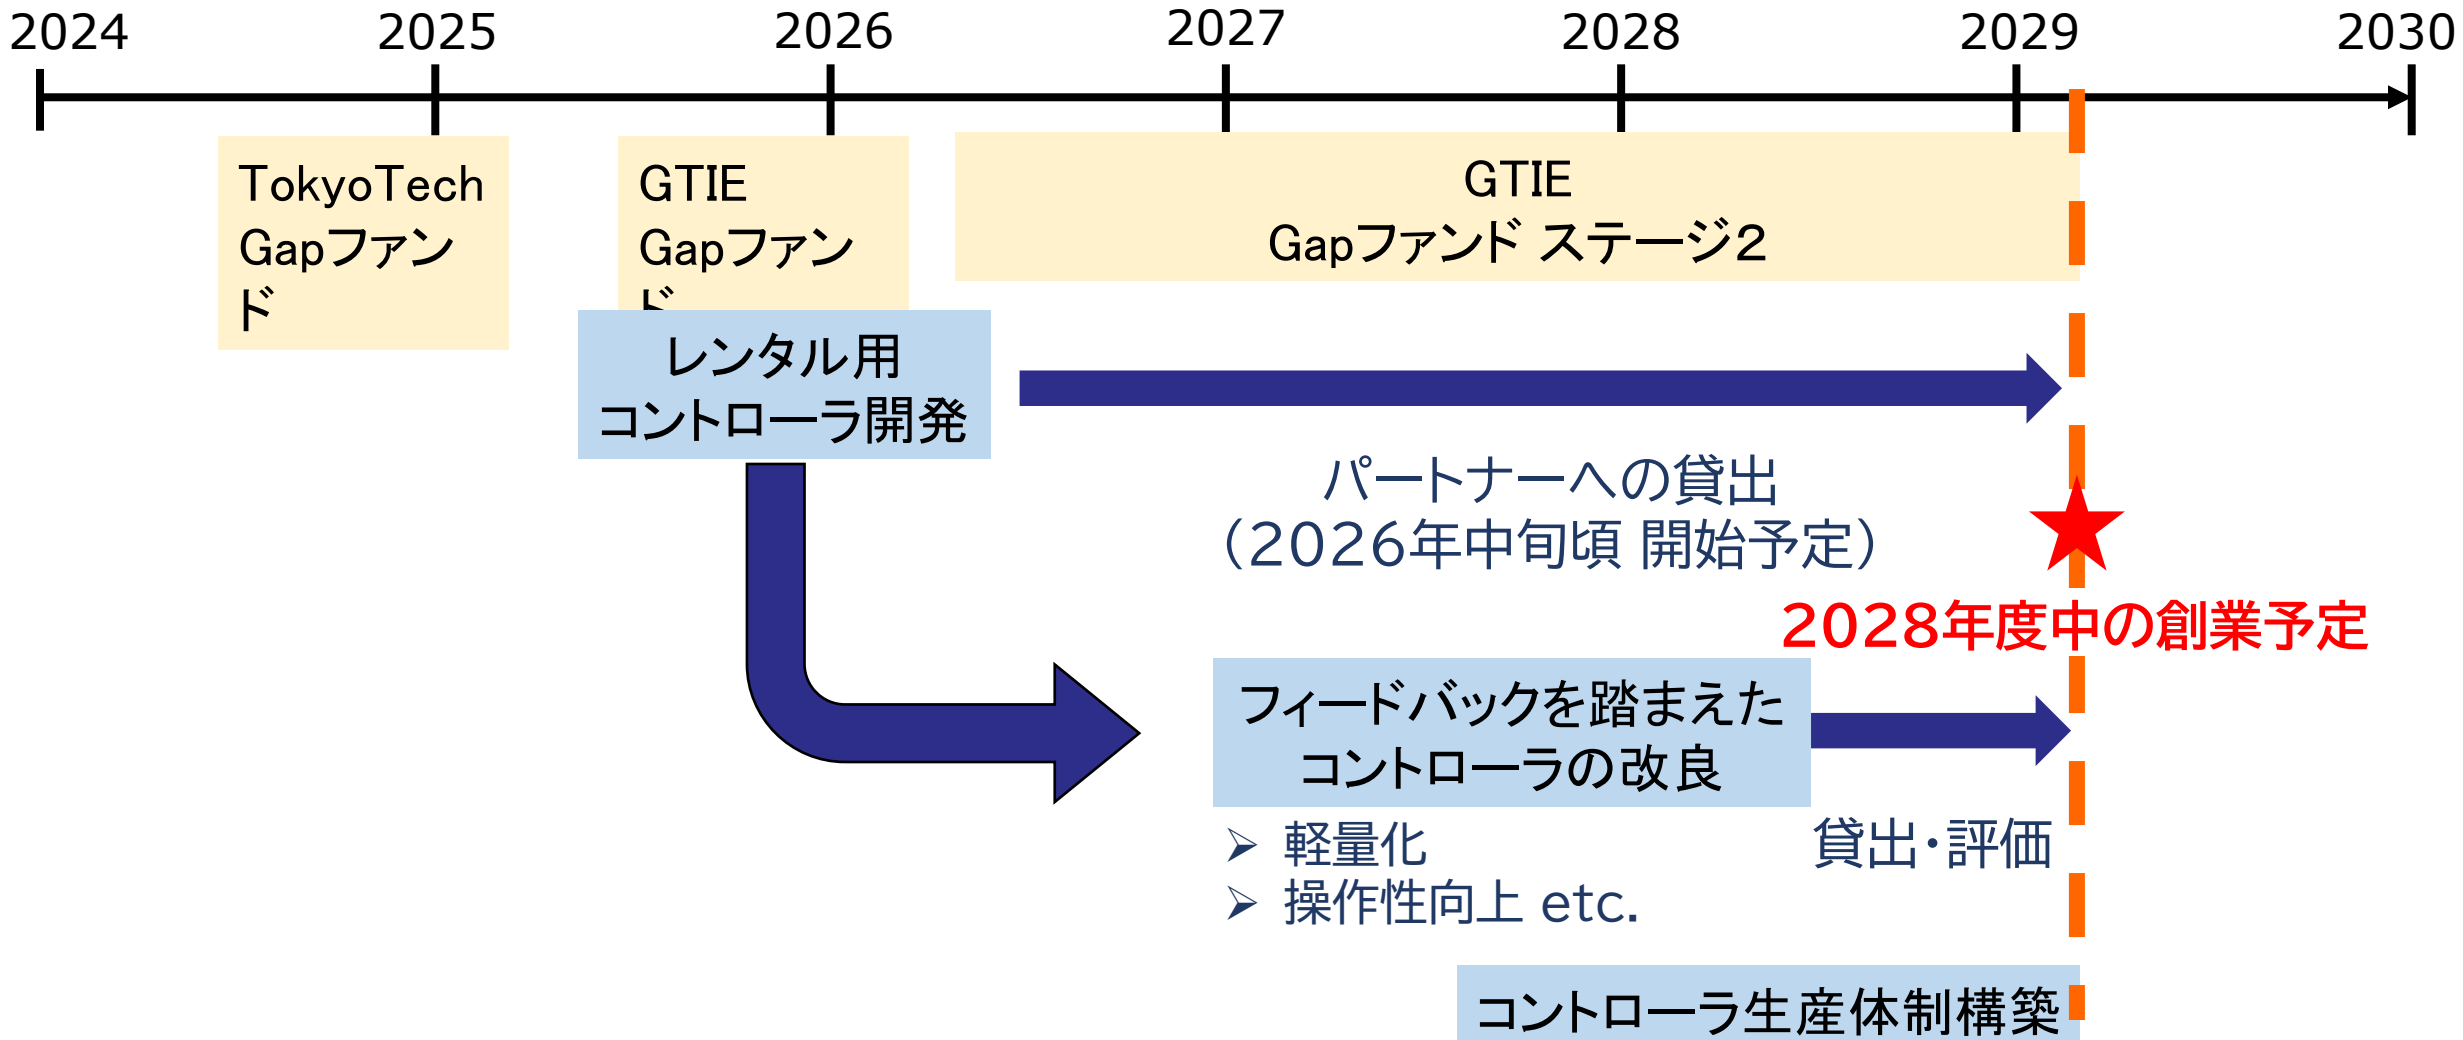 2024 2025 2026 2027 2028 2029 2030
TokyoTech
Gapファン
ド
GTIE
Gapファン
ド
GTIE
Gapファンド ステージ2
レンタル用
コントローラ開発
パートナーへの貸出
（2026年中旬頃 開始予定）
2028年度中の創業予定
フィードバックを踏まえた
コントローラの改良
➢ 軽量化
➢ 操作性向上 etc.
貸出・評価
コントローラ生産体制構築